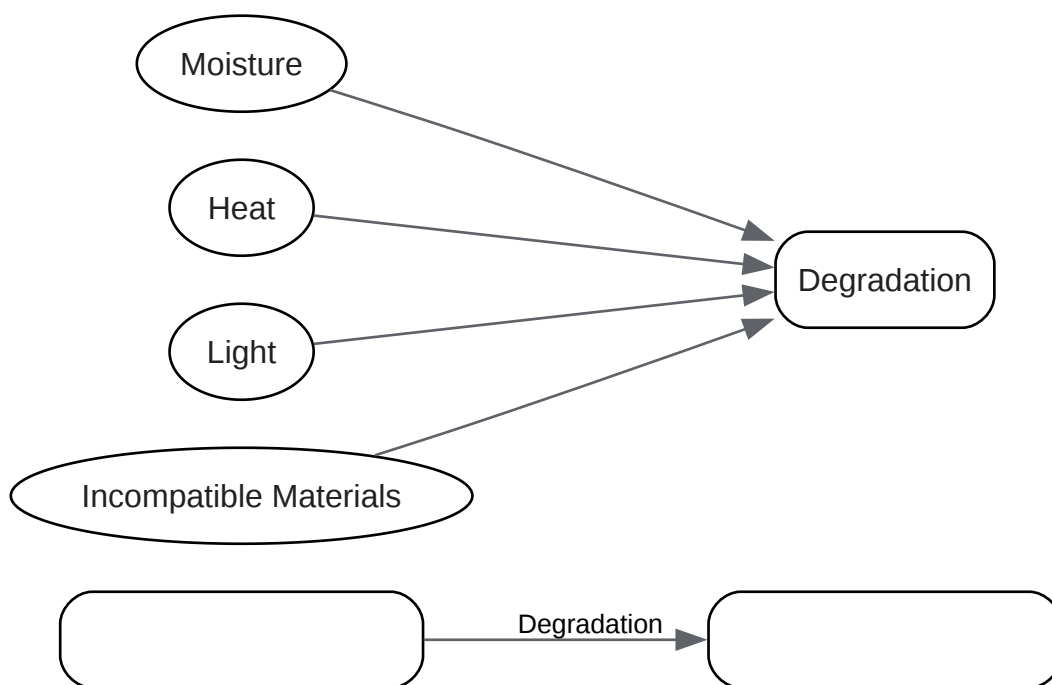 Moisture
Heat
Degradation
Light
Incompatible Materials
Degradation